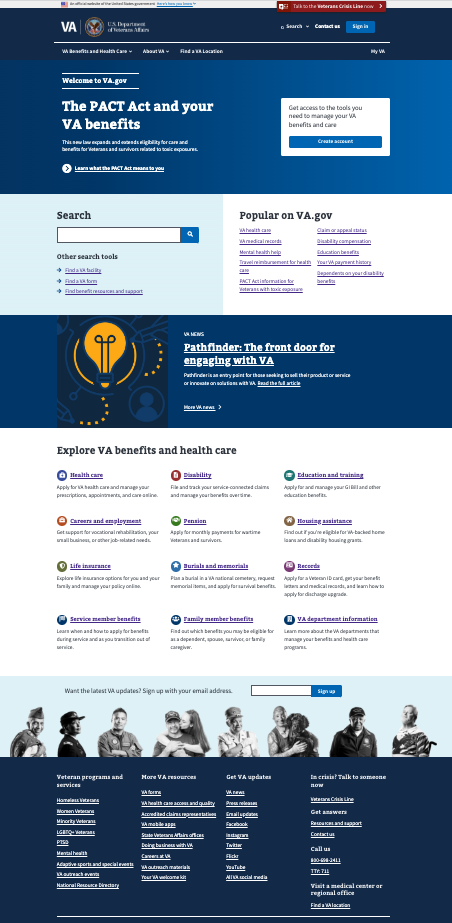 An official website of the United States government. Here's how you know
Talk to the Veterans Crisis Line now
VA
U.S. Department
of Veterans Affairs
Search
Contact us
Sign in
VA Benefits and Health Care
About VA
Find a VA Location
My VA
Welcome to VA.gov
The PACT Act and your
VA benefits
This new law expands and extends eligibility for care and
benefits for Veterans and survivors related to toxic exposures.
Learn what the PACT Act means to you
Get access to the tools you
need to manage your VA
benefits and care
Create account
Search
Other search tools
Find a VA facility
Find a VA form
Find benefit resources and support
Popular on VA.gov
VA health care
VA medical records
Mental health help
Travel reimbursement for health
care
PACT Act information for
Veterans with toxic exposure
Claim or appeal status
Disability compensation
Education benefits
Your VA payment history
Dependents on your disability
benefits
VA NEWS
Pathfinder: The front door for
engaging with VA
Pathfinder is an entry point for those seeking to sell their product or service
or innovate on solutions with VA. Read the full article
More VA news
Explore VA benefits and health care
Health care
Apply for VA health care and manage your
prescriptions, appointments, and care online.
Disability
File and track your service-connected claims
and manage your benefits over time.
Education and training
Apply for and manage your GI Bill and other
education benefits.
Careers and employment
Get support for vocational rehabilitation, your
small business, or other job-related needs.
Pension
Apply for monthly payments for wartime
Veterans and survivors.
Housing assistance
Find out if you're eligible for VA-backed home
loans and disability housing grants.
Life insurance
Explore life insurance options for you and your
family and manage your policy online.
Burials and memorials
Plan a burial in a VA national cemetery, request
memorial items, and apply for survival benefits.
Records
Apply for a Veteran ID card, get your benefit
letters and medical records, and learn how to
apply for discharge upgrade.
Service member benefits
Learn when and how to apply for benefits
during service and as you transition out of
service.
Family member benefits
Find out which benefits you may be eligible for
as a dependent, spouse, survivor, or family
caregiver.
VA department information
Learn more about the VA departments that
manage your benefits and health care
programs.
Want the latest VA updates? Sign up with your email address.
Sign up
Veteran programs and
services
Homeless Veterans
Women Veterans
Minority Veterans
LGBTQ+ Veterans
PTSD
Mental health
Adaptive sports and special events
VA outreach events
National Resource Directory
More VA resources
VA forms
VA health care access and quality
Accredited claims representatives
VA mobile apps
State Veterans Affairs offices
Doing business with VA
Careers at VA
VA outreach materials
Your VA welcome kit
Get VA updates
VA news
Press releases
Email updates
Facebook
Instagram
Twitter
Flickr
YouTube
All VA social media
In crisis? Talk to someone
now
Veterans Crisis Line
Get answers
Resources and support
Contact us
Call us
800-698-2411
TTY: 711
Visit a medical center or
regional office
Find a VA location